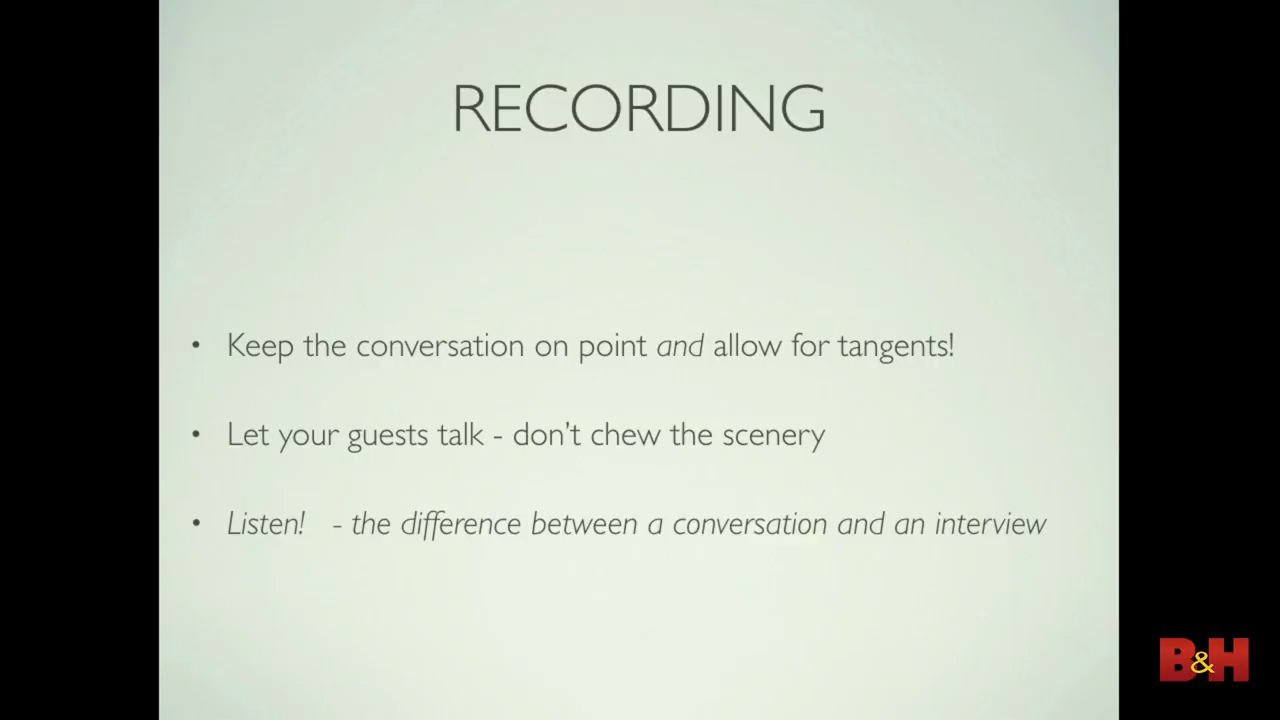 RECORDING
• Keep the conversation on point and allow for tangents!
• Let your guests talk - don't chew the scenery
• Listen! - the difference between a conversation and an interview
B&H